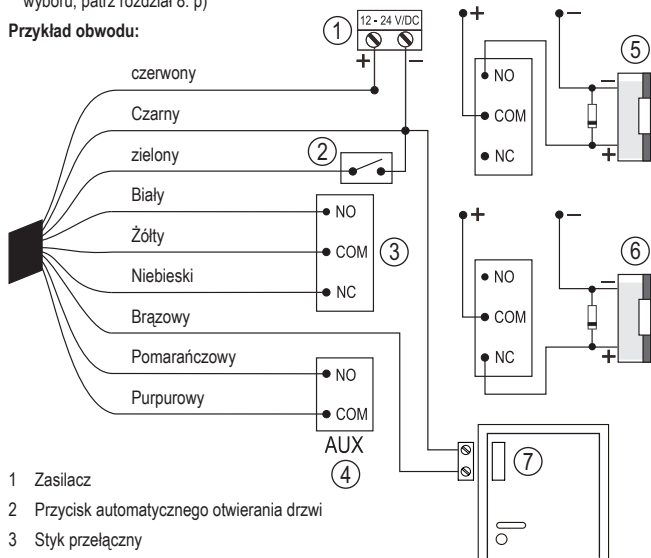 wyboru, patrz rozdział 8. p)
Przykład obwodu:
1
12 - 24 V/DC
+ −
czerwony
Czarny
zielony
2
Biały
Żółty
Niebieski
Brązowy
Pomarańczowy
Purpurowy
NO
COM
NC
3
NO
COM
AUX
4
+ −
5
NO
COM
NC
−
+
+ −
6
NO
COM
NC
−
+
7
1 Zasilacz
2 Przycisk automatycznego otwierania drzwi
3 Styk przełączny